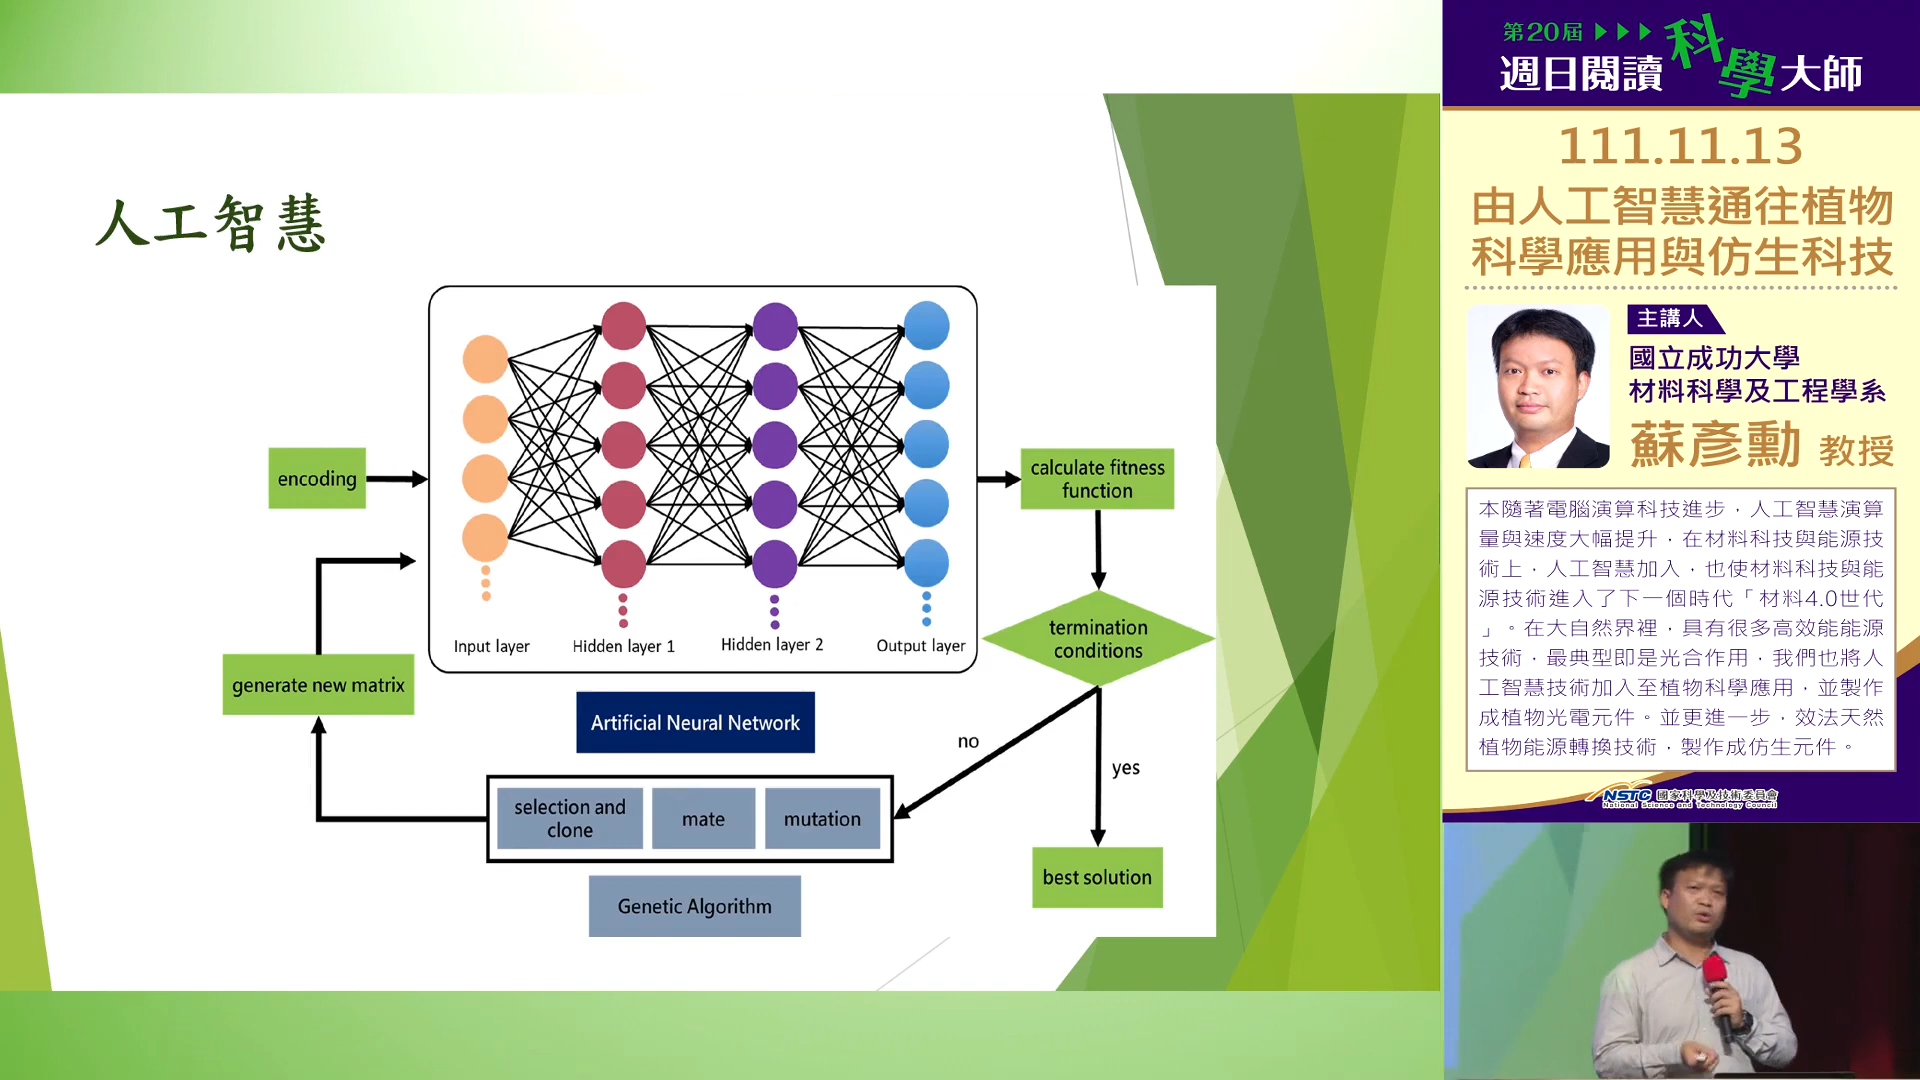 人工智慧
encoding
Input layer
Hidden layer 1
Hidden layer 2
Output layer
calculate fitness
function
termination
conditions
generate new matrix
Artificial Neural Network
no
yes
selection and
clone
mate
mutation
best solution
Genetic Algorithm
第20屆
週日閱讀科學大師
111.11.13
由人工智慧通往植物
科學應用與仿生科技
主講人
國立成功大學
材料科學及工程學系
蘇彥勳 教授
本隨著電腦演算科技進步，人工智慧演算
量與速度大幅提升，在材料科技與能源技
術上，人工智慧加入，也使材料科技與能
源技術進入了下一個時代「材料4.0世代
」。在大自然界裡，具有很多高效能能源
技術，最典型即是光合作用，我們也將人
工智慧技術加入至植物科學應用，並製作
成植物光電元件。並更進一步，效法天然
植物能源轉換技術，製作成仿生元件。
NSTC 國家科學及技術委員會
National Science and Technology Council